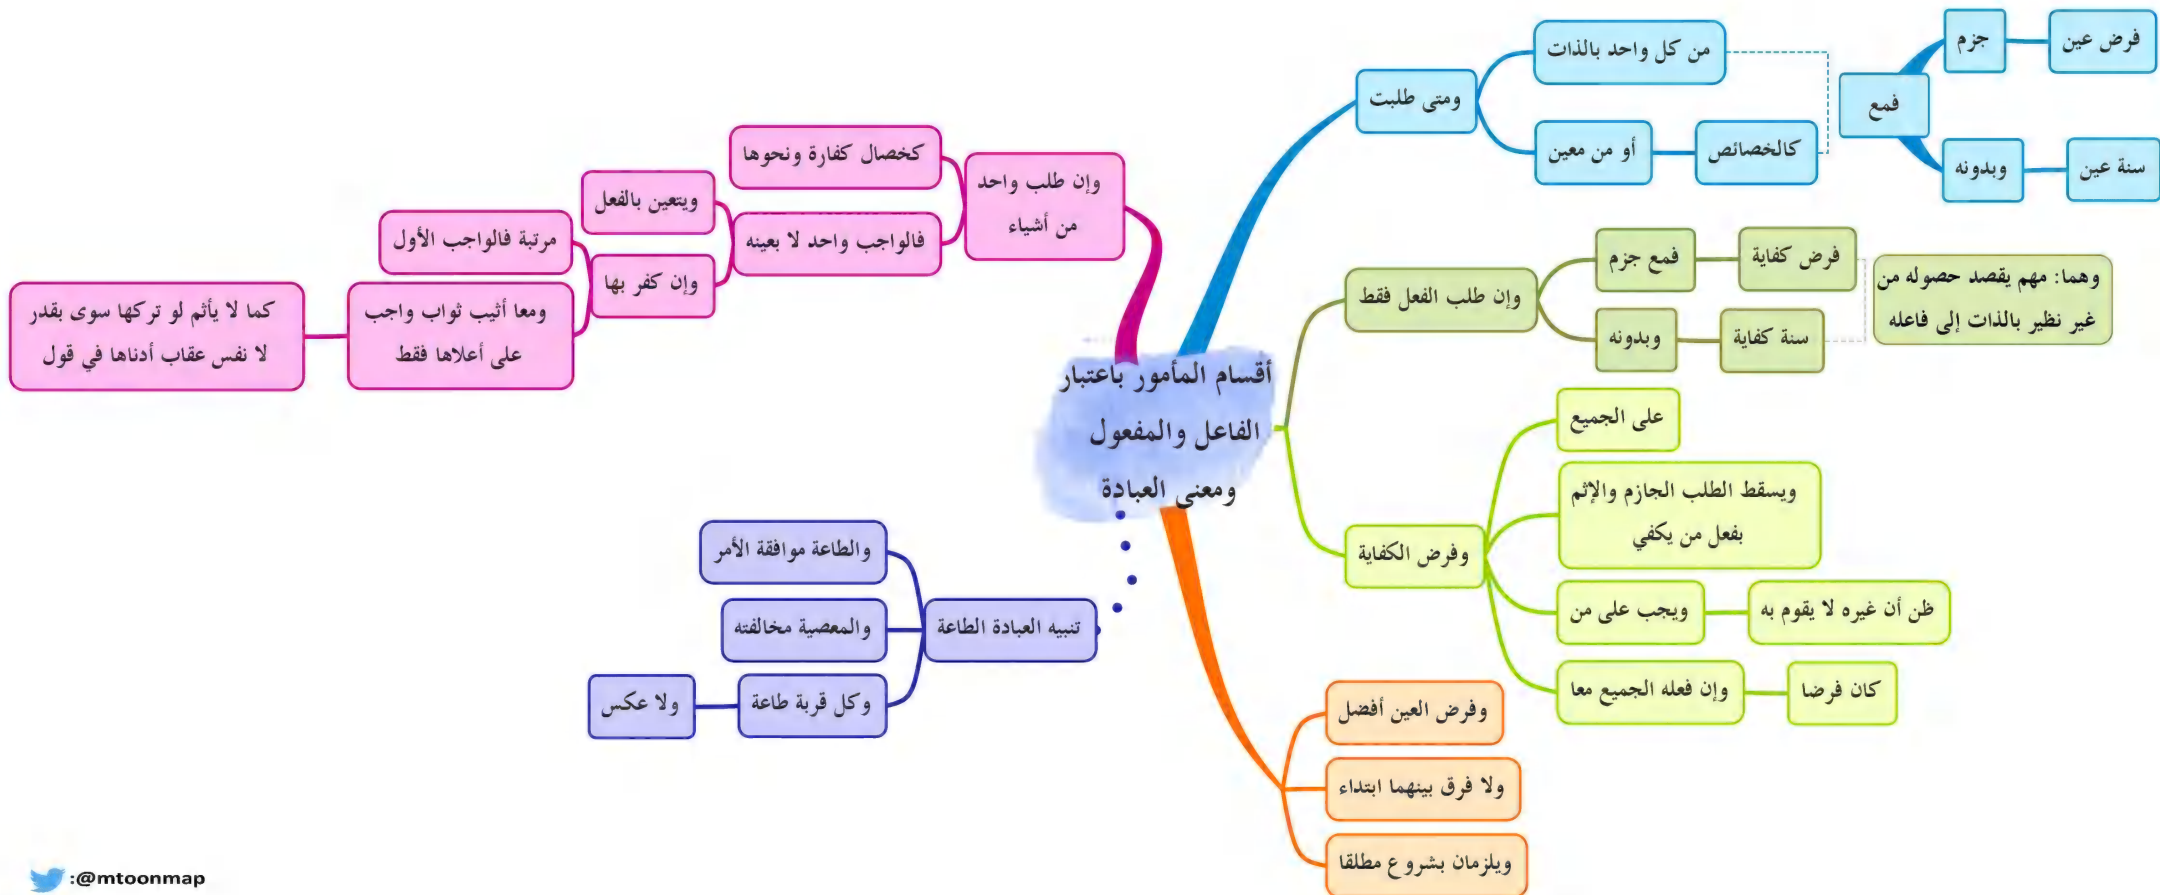 أقسام المأمور باعتبار
الفاعل والمفعول
ومعنى العبادة
ومتى طلبت
من كل واحد بالذات
أو من معين
كالخصائص
فمع
جزم
فرض عين
وبدونه
سنة عين
وإن طلب الفعل فقط
فمع جزم
فرض كفاية
وبدونه
سنة كفاية
وهما: مهم يقصد حصوله من
غير نظير بالذات إلى فاعله
وفرض الكفاية
على الجميع
ويسقط الطلب الجازم والإثم
بفعل من يكفي
ويجب على من
ظن أن غيره لا يقوم به
وإن فعله الجميع معا
كان فرضا
وفرض العين أفضل
ولا فرق بينهما ابتداء
ويلزمان بشروع مطلقا
وإن طلب واحد
من أشياء
كخصال كفارة ونحوها
فالواجب واحد لا بعينه
ويتعين بالفعل
وإن كفر بها
مرتبة فالواجب الأول
ومعا أثيب ثواب واجب
على أعلاها فقط
كما لا يأثم لو تركها سوى بقدر
لا نفس عقاب أدناها في قول
تنبيه العبادة الطاعة
والطاعة موافقة الأمر
والمعصية مخالفته
وكل قربة طاعة
ولا عكس
:@mtoonmap